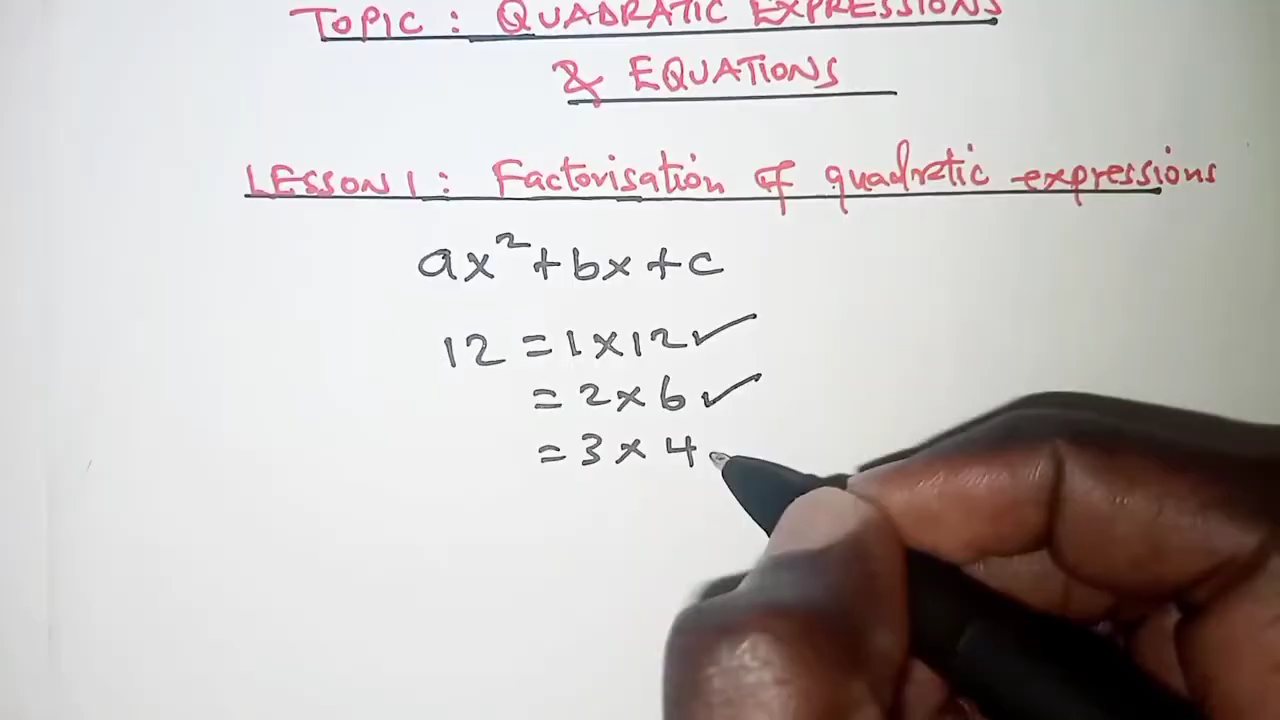 TOPIC : QUADRATIC EXPRESSIONS
& EQUATIONS
LESSON 1 : Factorisation of quadratic expressions
ax² + bx + c
12 = 1 x 12 ✓
= 2 x 6 ✓
= 3 x 4